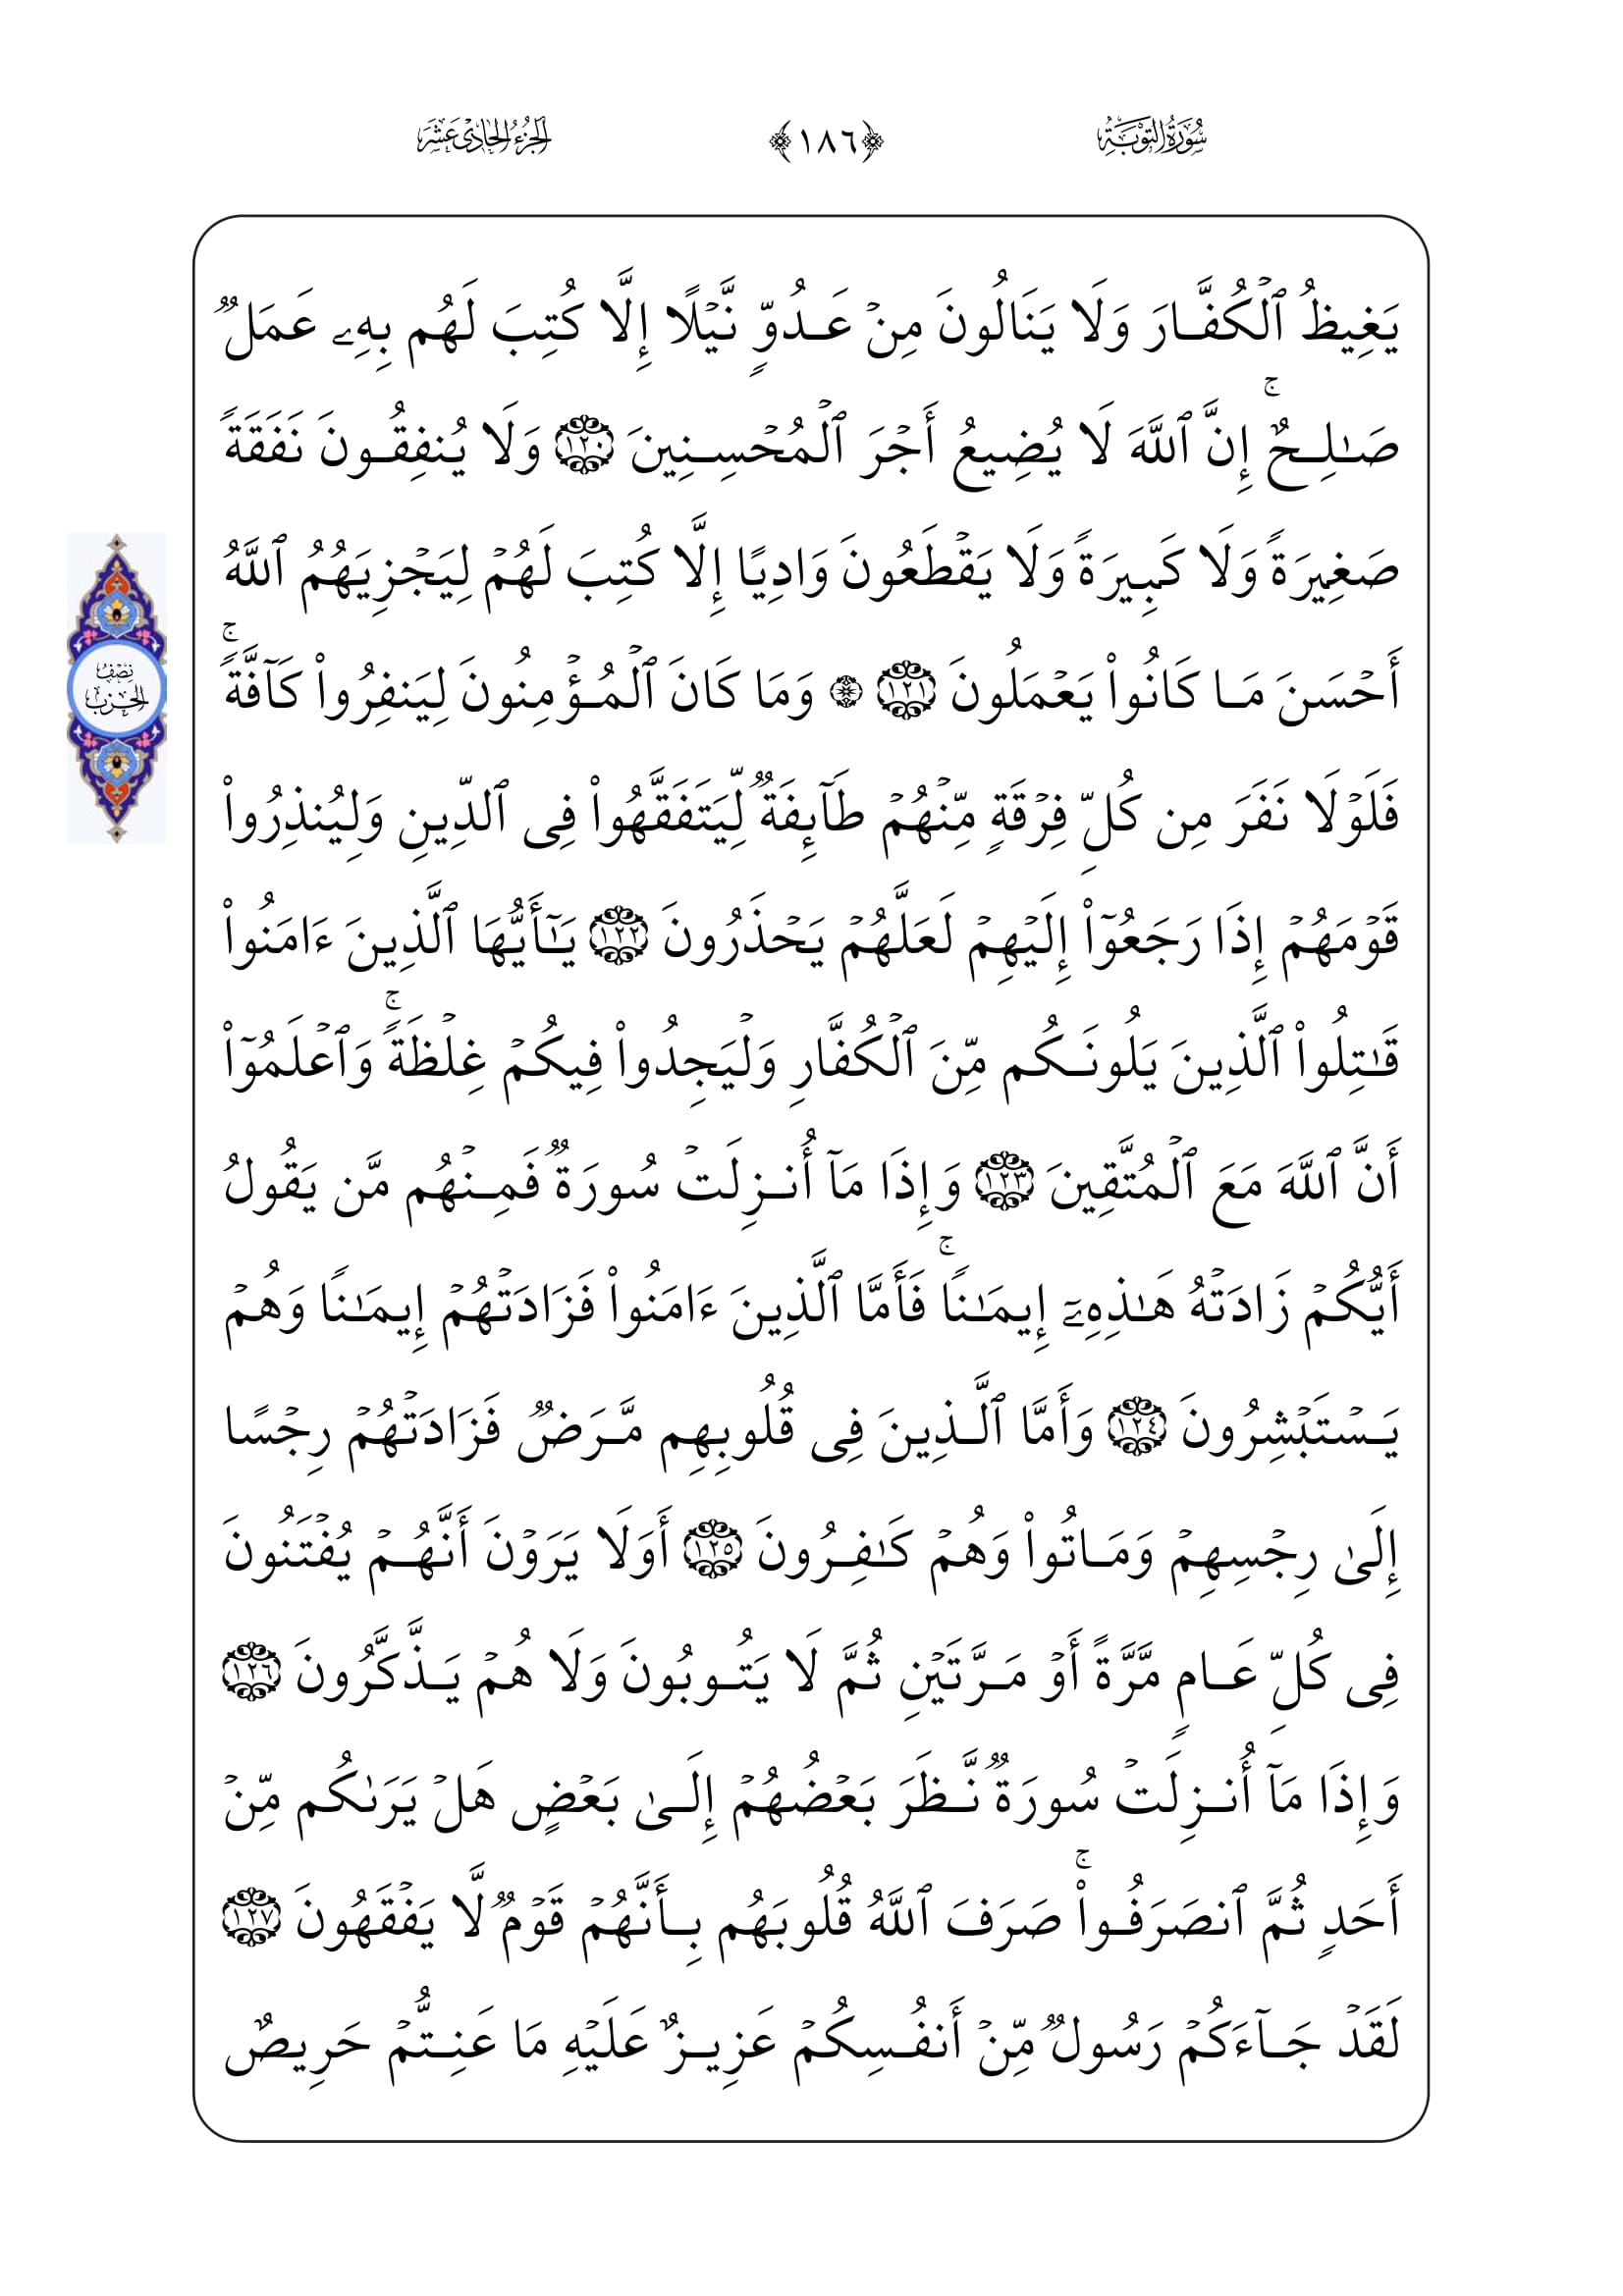 سُورَةُ التَّوۡبَةِ ﴿١٨٦﴾ الجُزۡءُ الحَادِي عَشَرَ
يَغِيظُ ٱلۡكُفَّارَ وَلَا يَنَالُونَ مِنۡ عَدُوٍّ نَّيۡلًا إِلَّا كُتِبَ لَهُم بِهِۦ عَمَلٌ
صَـٰلِحٌۚ إِنَّ ٱللَّهَ لَا يُضِيعُ أَجۡرَ ٱلۡمُحۡسِنِينَ ١٢٠ وَلَا يُنفِقُونَ نَفَقَةً
صَغِيرَةً وَلَا كَبِيرَةً وَلَا يَقۡطَعُونَ وَادِيًا إِلَّا كُتِبَ لَهُمۡ لِيَجۡزِيَهُمُ ٱللَّهُ
أَحۡسَنَ مَا كَانُوا۟ يَعۡمَلُونَ ١٢١ ۞ وَمَا كَانَ ٱلۡمُؤۡمِنُونَ لِيَنفِرُوا۟ كَآفَّةًۚ
نِصۡفُ
الحِزۡب
فَلَوۡلَا نَفَرَ مِن كُلِّ فِرۡقَةٍ مِّنۡهُمۡ طَآئِفَةٌ لِّيَتَفَقَّهُوا۟ فِى ٱلدِّينِ وَلِيُنذِرُوا۟
قَوۡمَهُمۡ إِذَا رَجَعُوٓا۟ إِلَيۡهِمۡ لَعَلَّهُمۡ يَحۡذَرُونَ ١٢٢ يَـٰٓأَيُّهَا ٱلَّذِينَ ءَامَنُوا۟
قَـٰتِلُوا۟ ٱلَّذِينَ يَلُونَكُم مِّنَ ٱلۡكُفَّارِ وَلۡيَجِدُوا۟ فِيكُمۡ غِلۡظَةًۚ وَٱعۡلَمُوٓا۟
أَنَّ ٱللَّهَ مَعَ ٱلۡمُتَّقِينَ ١٢٣ وَإِذَا مَآ أُنزِلَتۡ سُورَةٌ فَمِنۡهُم مَّن يَقُولُ
أَيُّكُمۡ زَادَتۡهُ هَـٰذِهِۦٓ إِيمَـٰنًاۚ فَأَمَّا ٱلَّذِينَ ءَامَنُوا۟ فَزَادَتۡهُمۡ إِيمَـٰنًا وَهُمۡ
يَسۡتَبۡشِرُونَ ١٢٤ وَأَمَّا ٱلَّذِينَ فِى قُلُوبِهِم مَّرَضٌ فَزَادَتۡهُمۡ رِجۡسًا
إِلَىٰ رِجۡسِهِمۡ وَمَاتُوا۟ وَهُمۡ كَـٰفِرُونَ ١٢٥ أَوَلَا يَرَوۡنَ أَنَّهُمۡ يُفۡتَنُونَ
فِى كُلِّ عَامٍ مَّرَّةً أَوۡ مَرَّتَيۡنِ ثُمَّ لَا يَتُوبُونَ وَلَا هُمۡ يَذَّكَّرُونَ ١٢٦
وَإِذَا مَآ أُنزِلَتۡ سُورَةٌ نَّظَرَ بَعۡضُهُمۡ إِلَىٰ بَعۡضٍ هَلۡ يَرَىٰكُم مِّنۡ
أَحَدٍ ثُمَّ ٱنصَرَفُوا۟ۚ صَرَفَ ٱللَّهُ قُلُوبَهُم بِأَنَّهُمۡ قَوۡمٌ لَّا يَفۡقَهُونَ ١٢٧
لَقَدۡ جَآءَكُمۡ رَسُولٌ مِّنۡ أَنفُسِكُمۡ عَزِيزٌ عَلَيۡهِ مَا عَنِتُّمۡ حَرِيصٌ